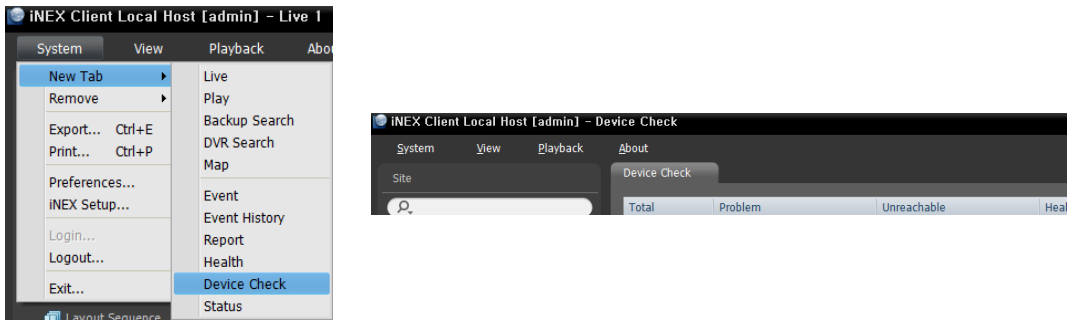 iNEX Client Local Host [admin] – Live 1
System View Playback Abou
New Tab
Remove
Export... Ctrl+E
Print... Ctrl+P
Preferences...
iNEX Setup...
Login...
Logout...
Exit...
Layout Sequence
Live
Play
Backup Search
DVR Search
Map
Event
Event History
Report
Health
Device Check
Status
iNEX Client Local Host [admin] – Device Check
System View Playback About
Site
Device Check
Total Problem Unreachable Heal